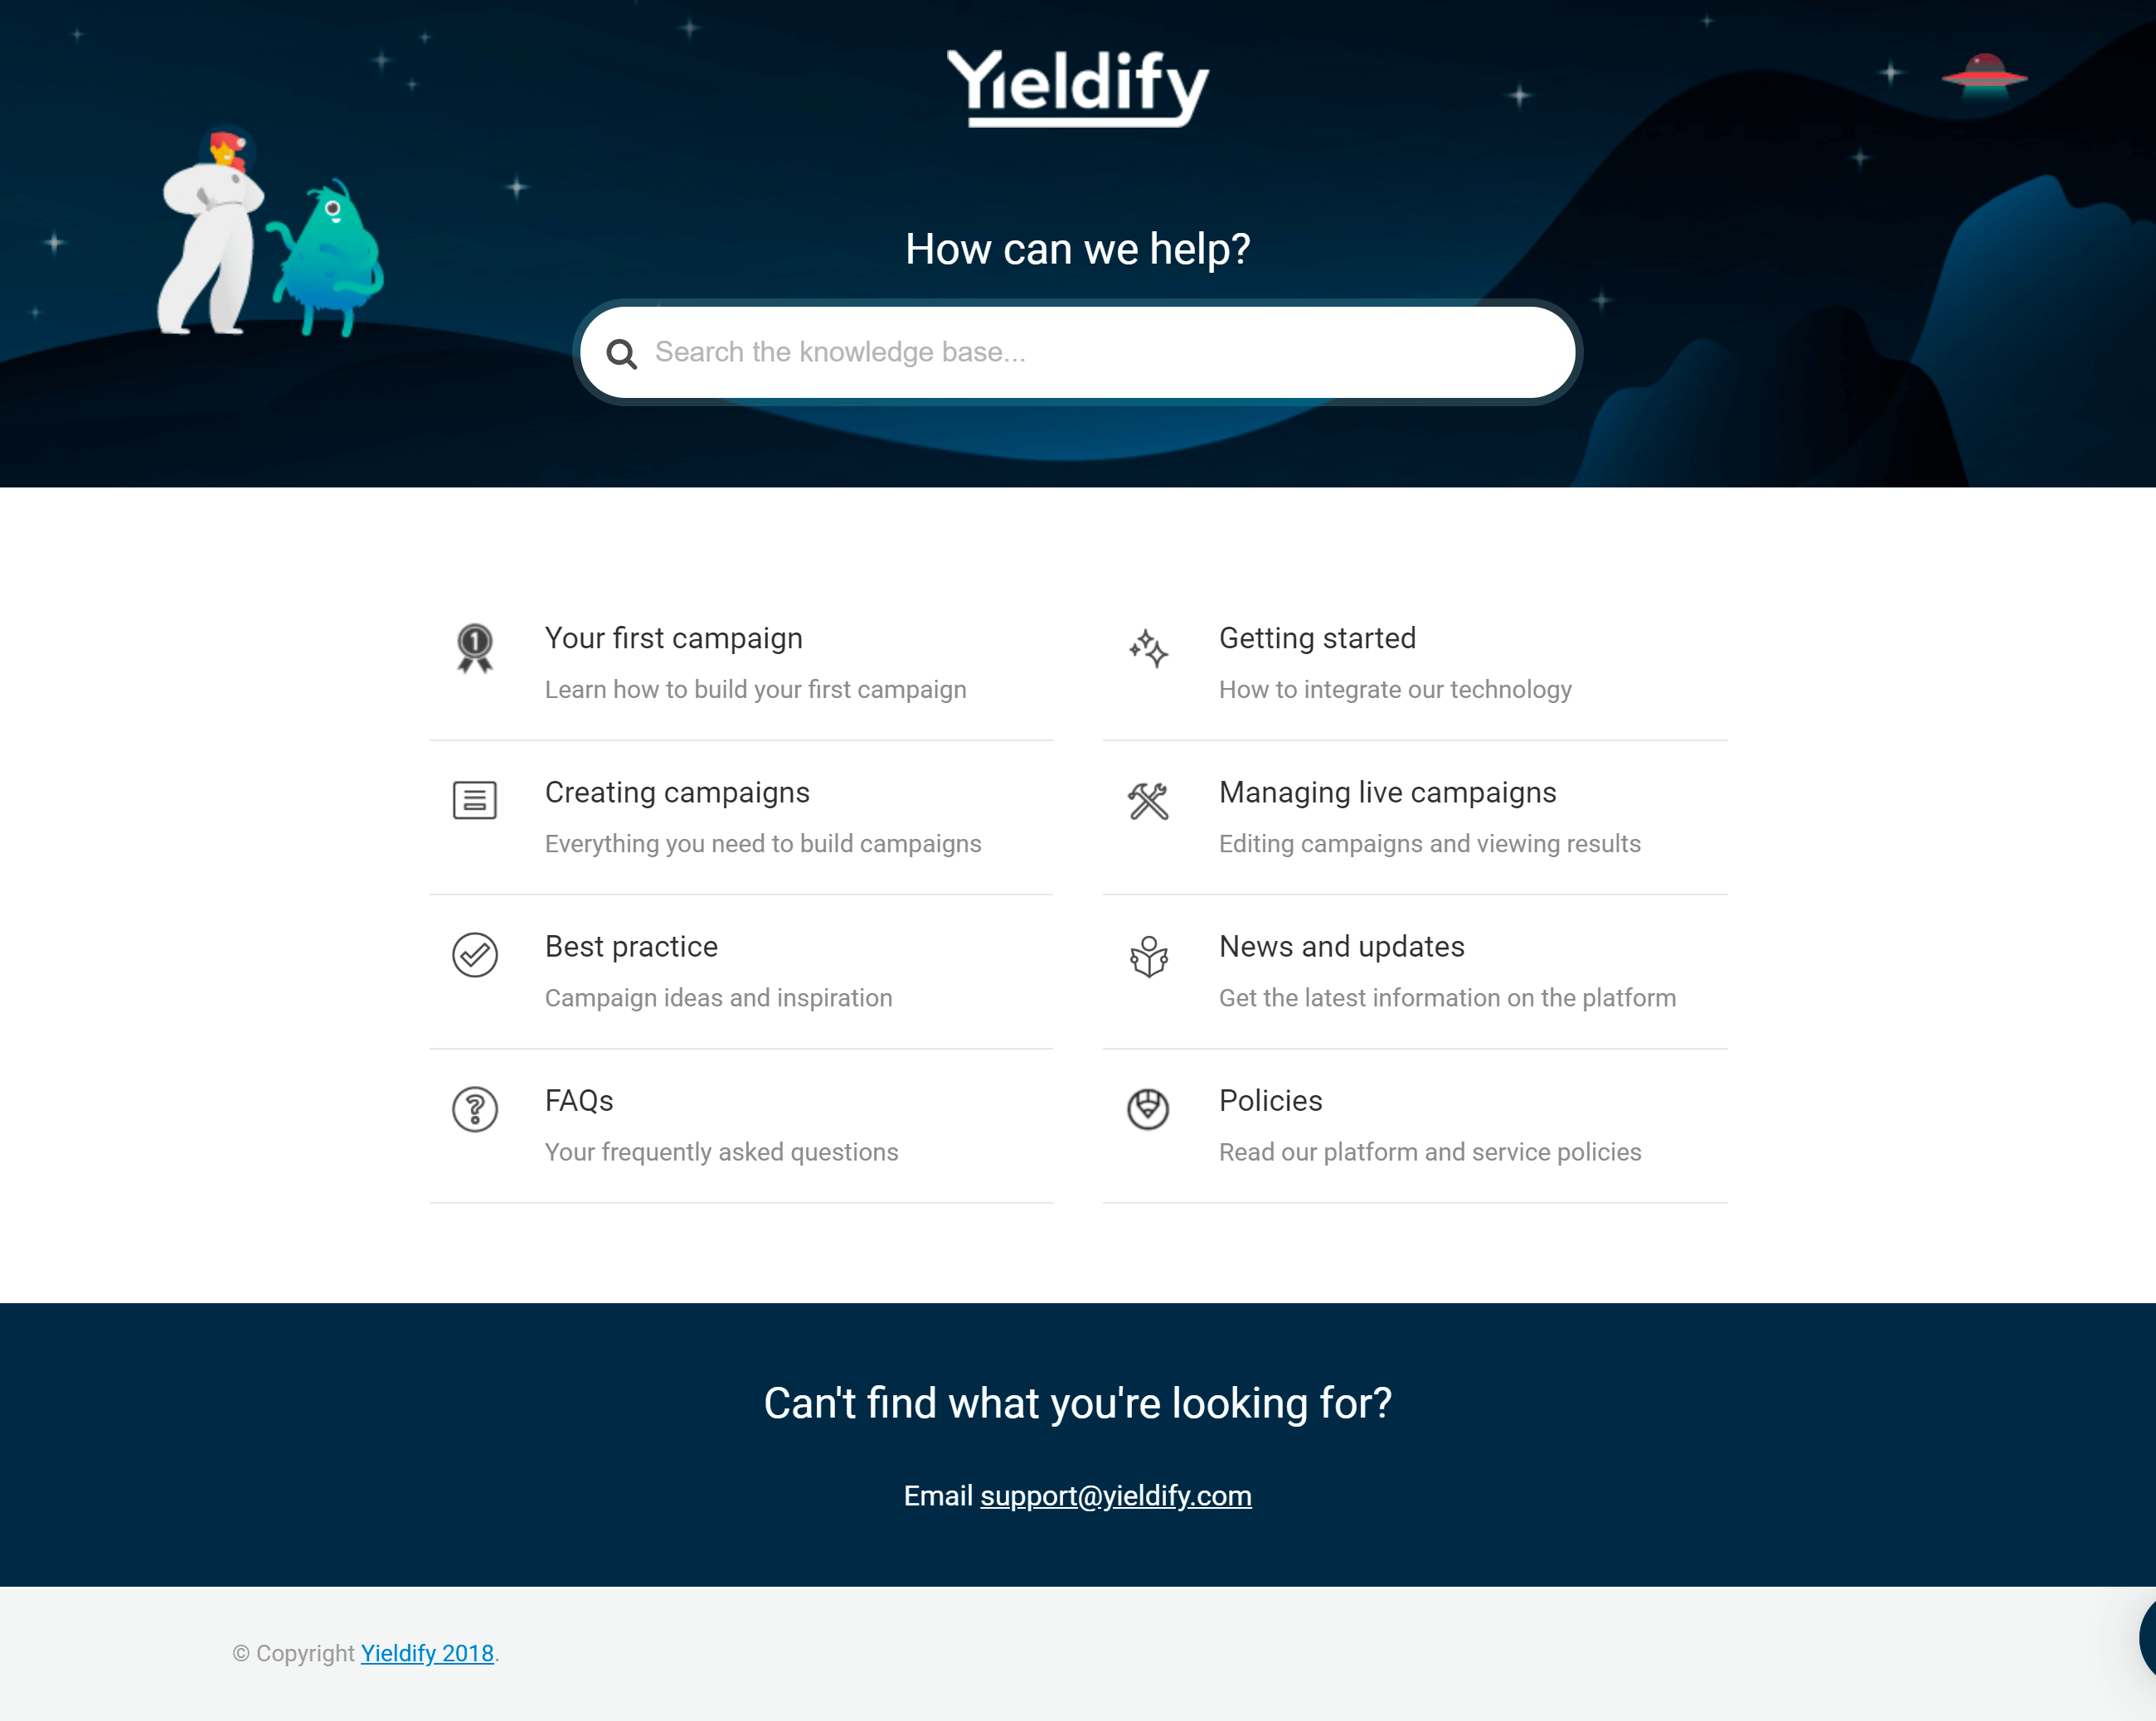 Yieldify
How can we help?
Search the knowledge base...
Your first campaign
Learn how to build your first campaign
Getting started
How to integrate our technology
Creating campaigns
Everything you need to build campaigns
Managing live campaigns
Editing campaigns and viewing results
Best practice
Campaign ideas and inspiration
News and updates
Get the latest information on the platform
FAQs
Your frequently asked questions
Policies
Read our platform and service policies
Can't find what you're looking for?
Email support@yieldify.com
© Copyright Yieldify 2018.